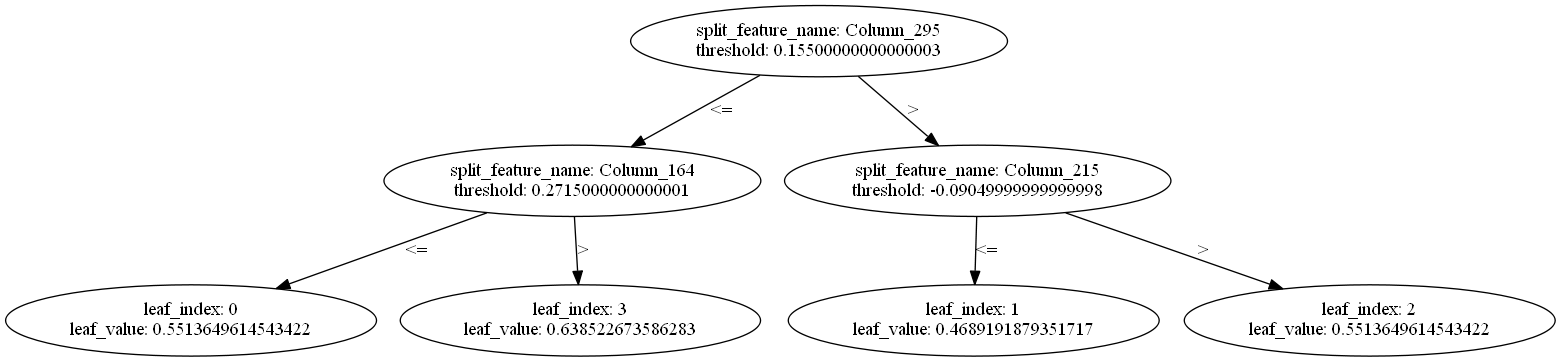 split_feature_name: Column_295
threshold: 0.15500000000000003
<=
>
split_feature_name: Column_164
threshold: 0.2715000000000001
split_feature_name: Column_215
threshold: -0.09049999999999998
<=
>
<=
>
leaf_index: 0
leaf_value: 0.5513649614543422
leaf_index: 3
leaf_value: 0.638522673586283
leaf_index: 1
leaf_value: 0.4689191879351717
leaf_index: 2
leaf_value: 0.5513649614543422